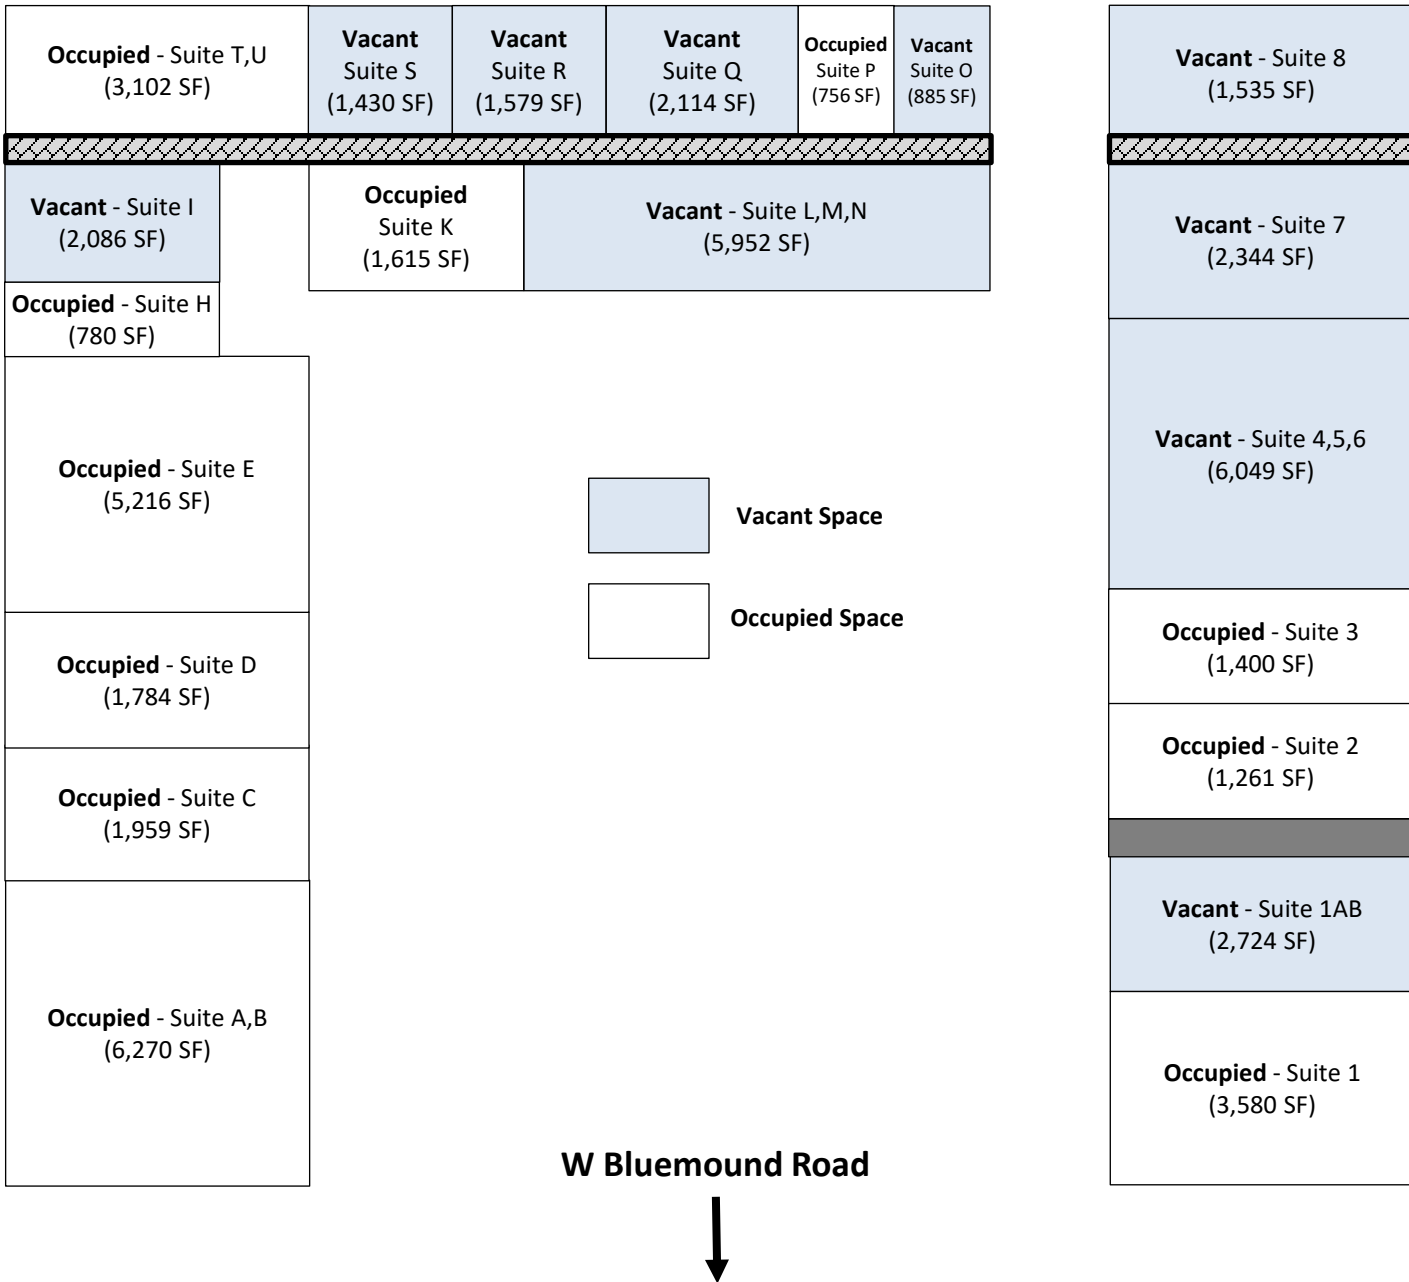 Occupied - Suite T,U
(3,102 SF)
Vacant
Suite S
(1,430 SF)
Vacant
Suite R
(1,579 SF)
Vacant
Suite Q
(2,114 SF)
Occupied
Suite P
(756 SF)
Vacant
Suite O
(885 SF)
Vacant - Suite 8
(1,535 SF)
Vacant - Suite I
(2,086 SF)
Occupied
Suite K
(1,615 SF)
Vacant - Suite L,M,N
(5,952 SF)
Vacant - Suite 7
(2,344 SF)
Occupied - Suite H
(780 SF)
Occupied - Suite E
(5,216 SF)
Vacant - Suite 4,5,6
(6,049 SF)
Vacant Space
Occupied Space
Occupied - Suite D
(1,784 SF)
Occupied - Suite 3
(1,400 SF)
Occupied - Suite C
(1,959 SF)
Occupied - Suite 2
(1,261 SF)
Vacant - Suite 1AB
(2,724 SF)
Occupied - Suite A,B
(6,270 SF)
Occupied - Suite 1
(3,580 SF)
W Bluemound Road